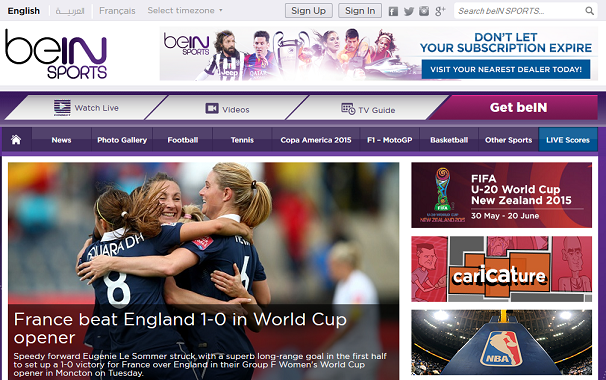 English العربية Français Select timezone Sign Up Sign In Search beIN SPORTS...
beIN SPORTS
beIN SPORTS
DON'T LET
YOUR SUBSCRIPTION EXPIRE
VISIT YOUR NEAREST DEALER TODAY!
Watch Live Videos TV Guide Get beIN
News Photo Gallery Football Tennis Copa America 2015 F1 – MotoGP Basketball Other Sports LIVE Scores
8
France beat England 1-0 in World Cup
opener
Speedy forward Eugénie Le Sommer struck with a superb long-range goal in the first half
to set up a 1-0 victory for France over England in their Group F Women's World Cup
opener in Moncton on Tuesday.
FIFA
U-20 World Cup
New Zealand 2015
30 May - 20 June
caricature
NBA